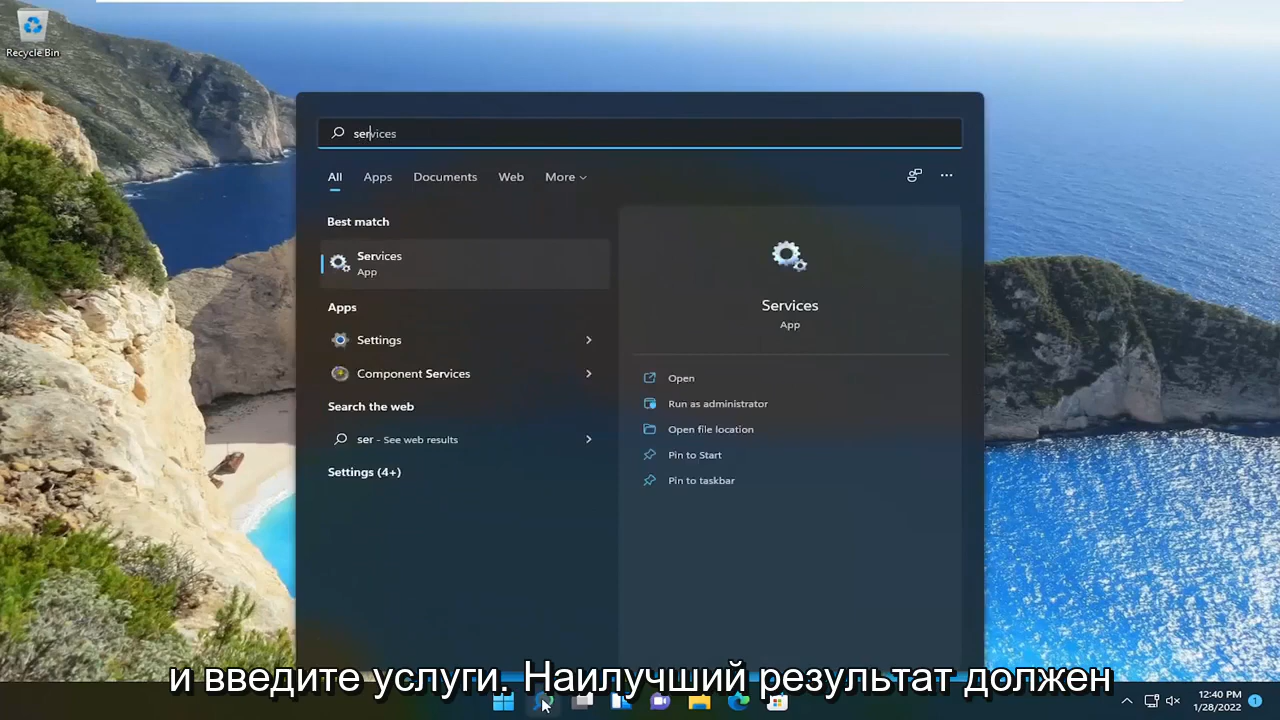 Recycle Bin
services
All Apps Documents Web More
Best match
Services
App
Apps
Settings
Component Services
Search the web
ser - See web results
Settings (4+)
Services
App
Open
Run as administrator
Open file location
Pin to Start
Pin to taskbar
и введите услуги. Наилучший результат должен
12:40 PM
1/28/2022
1